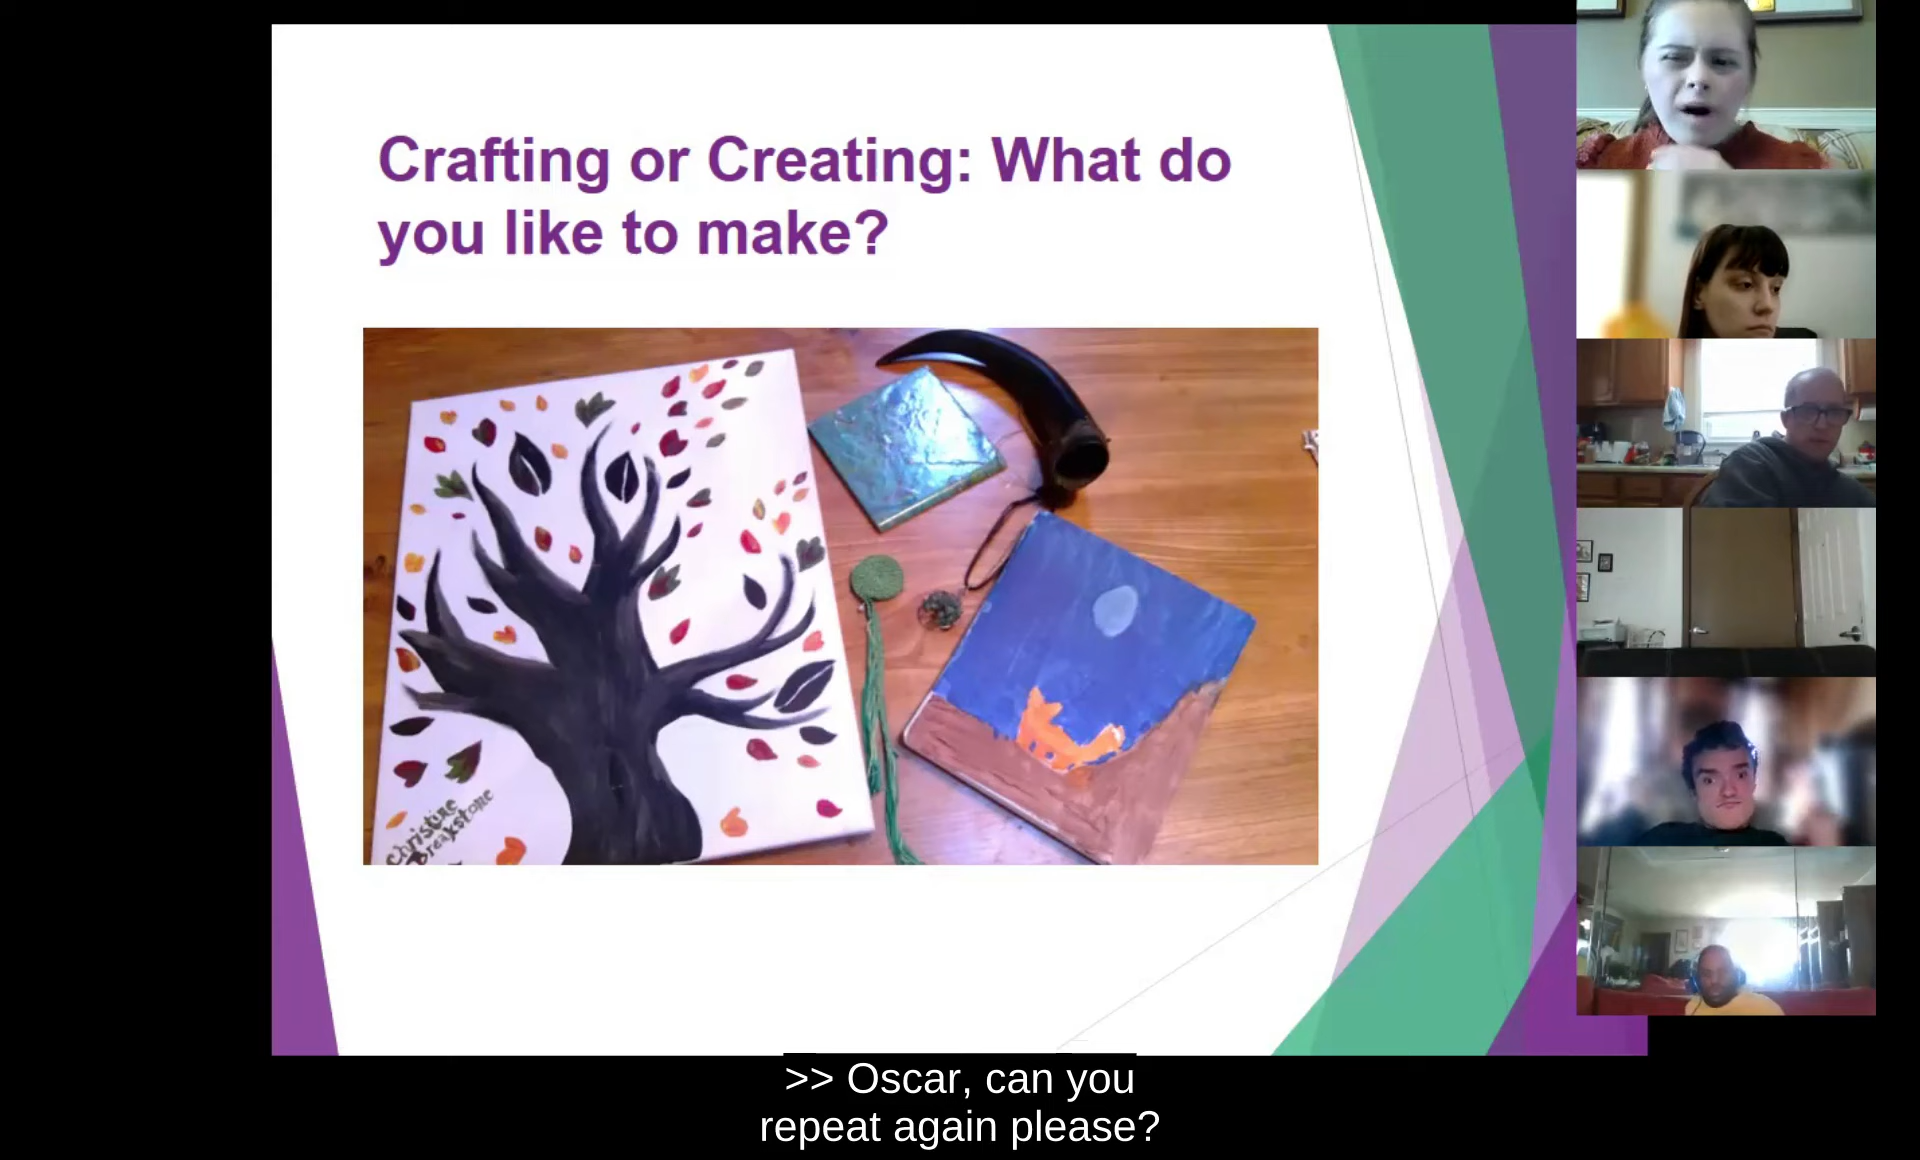 Crafting or Creating: What do
you like to make?
Christine
Breakstone
>> Oscar, can you
repeat again please?